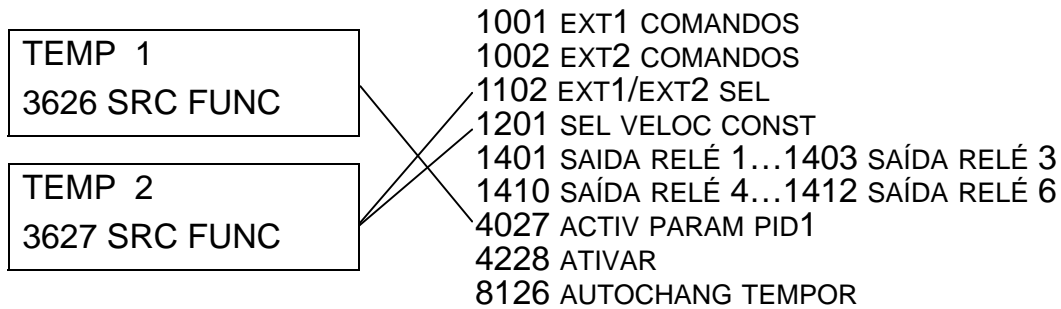 TEMP 1
3626 SRC FUNC
TEMP 2
3627 SRC FUNC
1001 EXT1 COMANDOS
1002 EXT2 COMANDOS
1102 EXT1/EXT2 SEL
1201 SEL VELOC CONST
1401 SAIDA RELÉ 1…1403 SAÍDA RELÉ 3
1410 SAÍDA RELÉ 4…1412 SAÍDA RELÉ 6
4027 ACTIV PARAM PID1
4228 ATIVAR
8126 AUTOCHANG TEMPOR